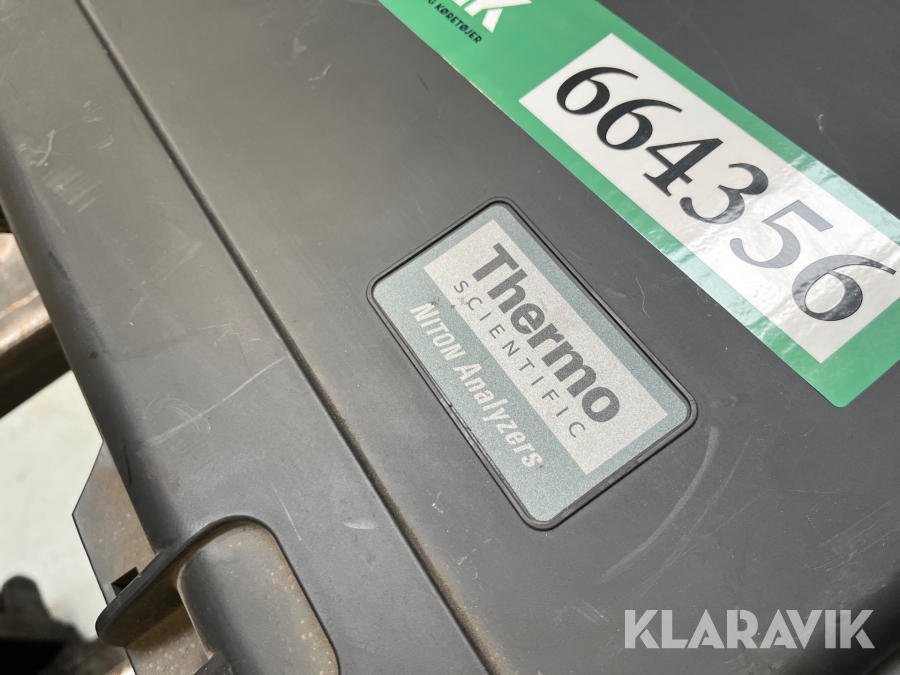 G KØRETØJER
664356
Thermo
SCIENTIFIC
NITON Analyzers
KLARAVIK